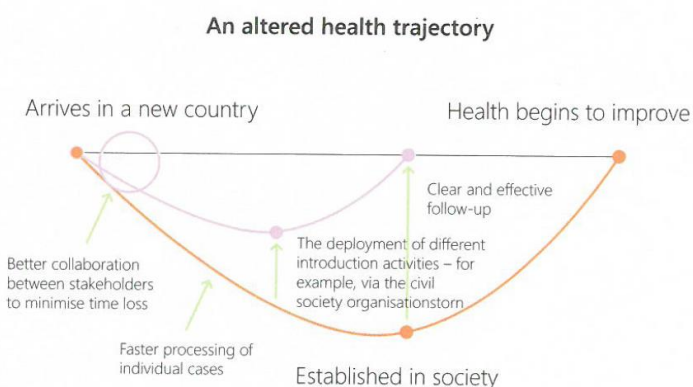 An altered health trajectory
Arrives in a new country
Health begins to improve
Clear and effective
follow-up
The deployment of different
introduction activities – for
example, via the civil
society organisationstorn
Better collaboration
between stakeholders
to minimise time loss
Faster processing of
individual cases
Established in society